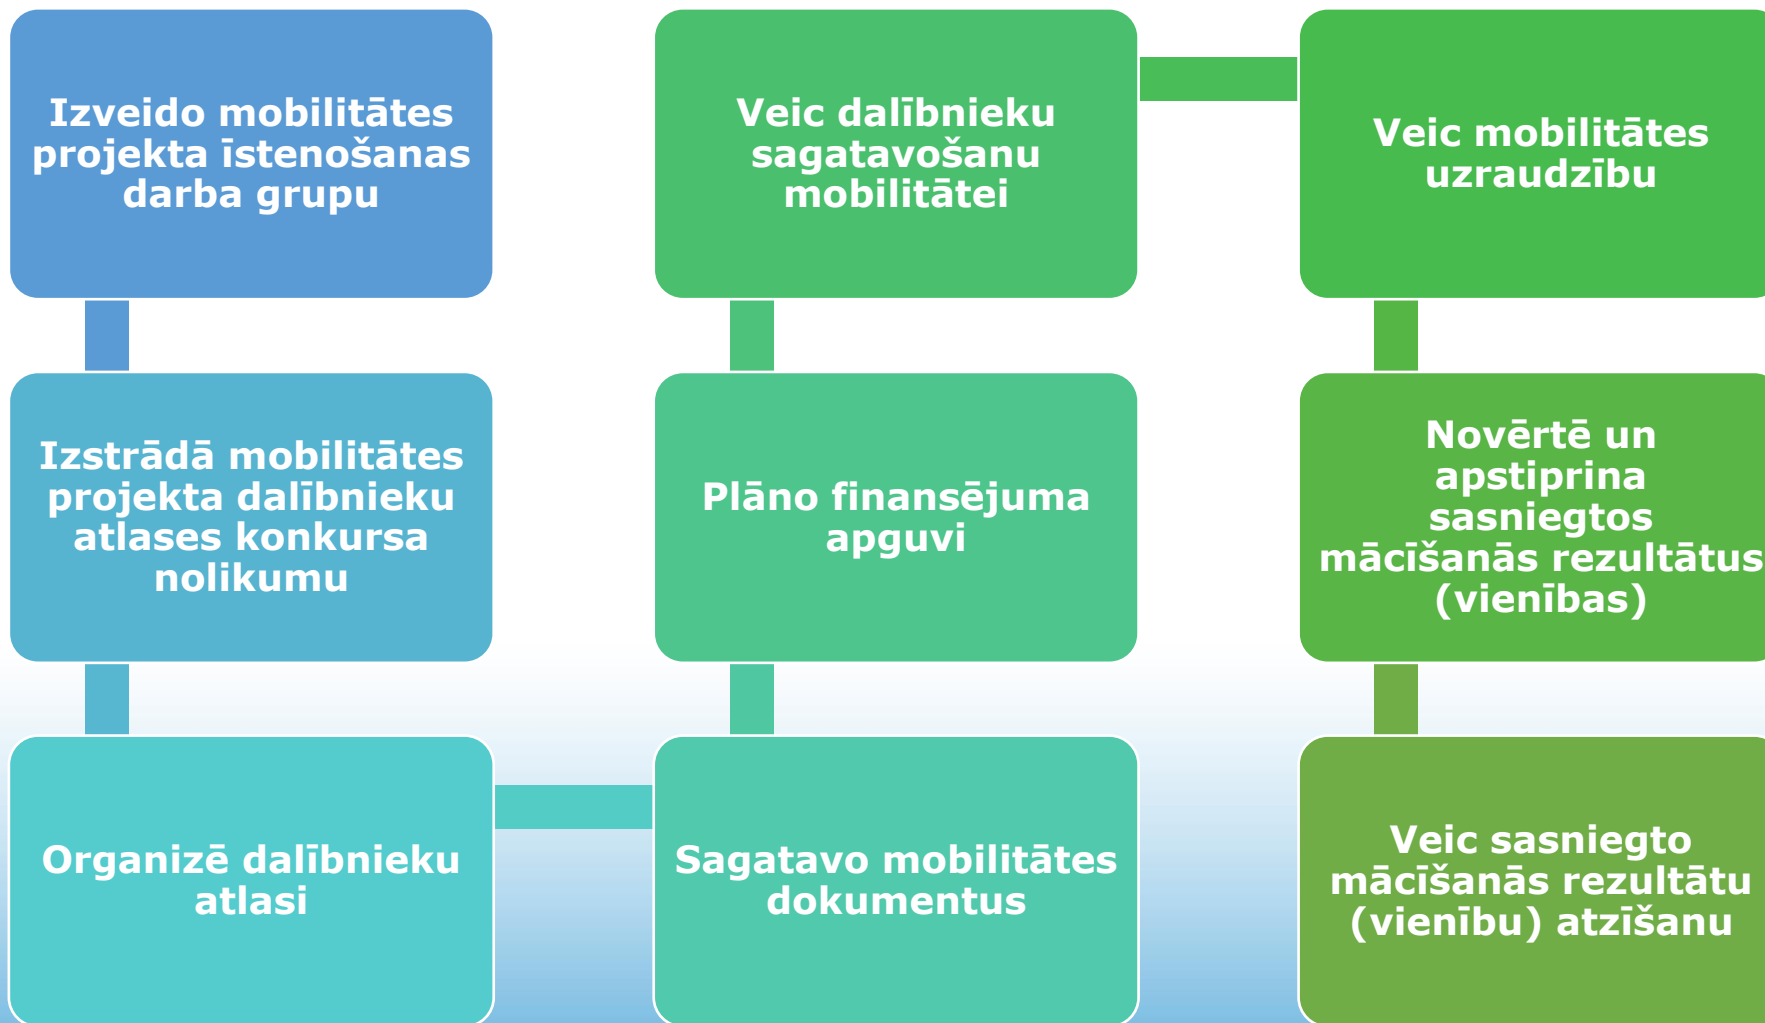 Izveido mobilitātes
projekta īstenošanas
darba grupu
Izstrādā mobilitātes
projekta dalībnieku
atlases konkursa
nolikumu
Organizē dalībnieku
atlasi
Sagatavo mobilitātes
dokumentus
Plāno finansējuma
apguvi
Veic dalībnieku
sagatavošanu
mobilitātei
Veic mobilitātes
uzraudzību
Novērtē un
apstiprina
sasniegtos
mācīšanās rezultātus
(vienības)
Veic sasniegto
mācīšanās rezultātu
(vienību) atzīšanu